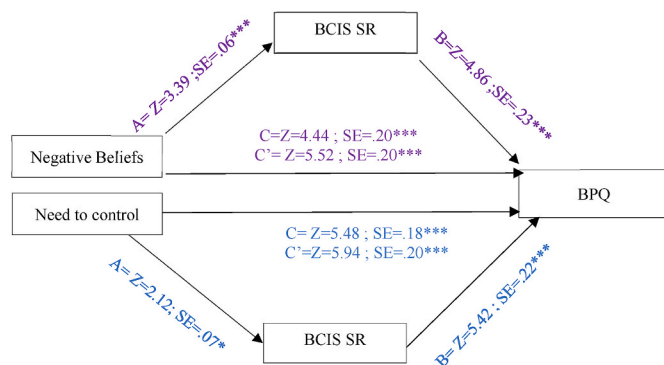 BCIS SR
A= Z=3.39 ;SE=.06***
B=Z=4.86 ;SE=.23***
C=Z=4.44 ; SE=.20***
C’= Z=5.52 ; SE=.20***
Negative Beliefs
BPQ
Need to control
C= Z=5.48 ; SE=.18***
C’=Z=5.94 ; SE=.20***
A= Z=2.12; SE=.07*
B= Z=5.42 ; SE=.22***
BCIS SR